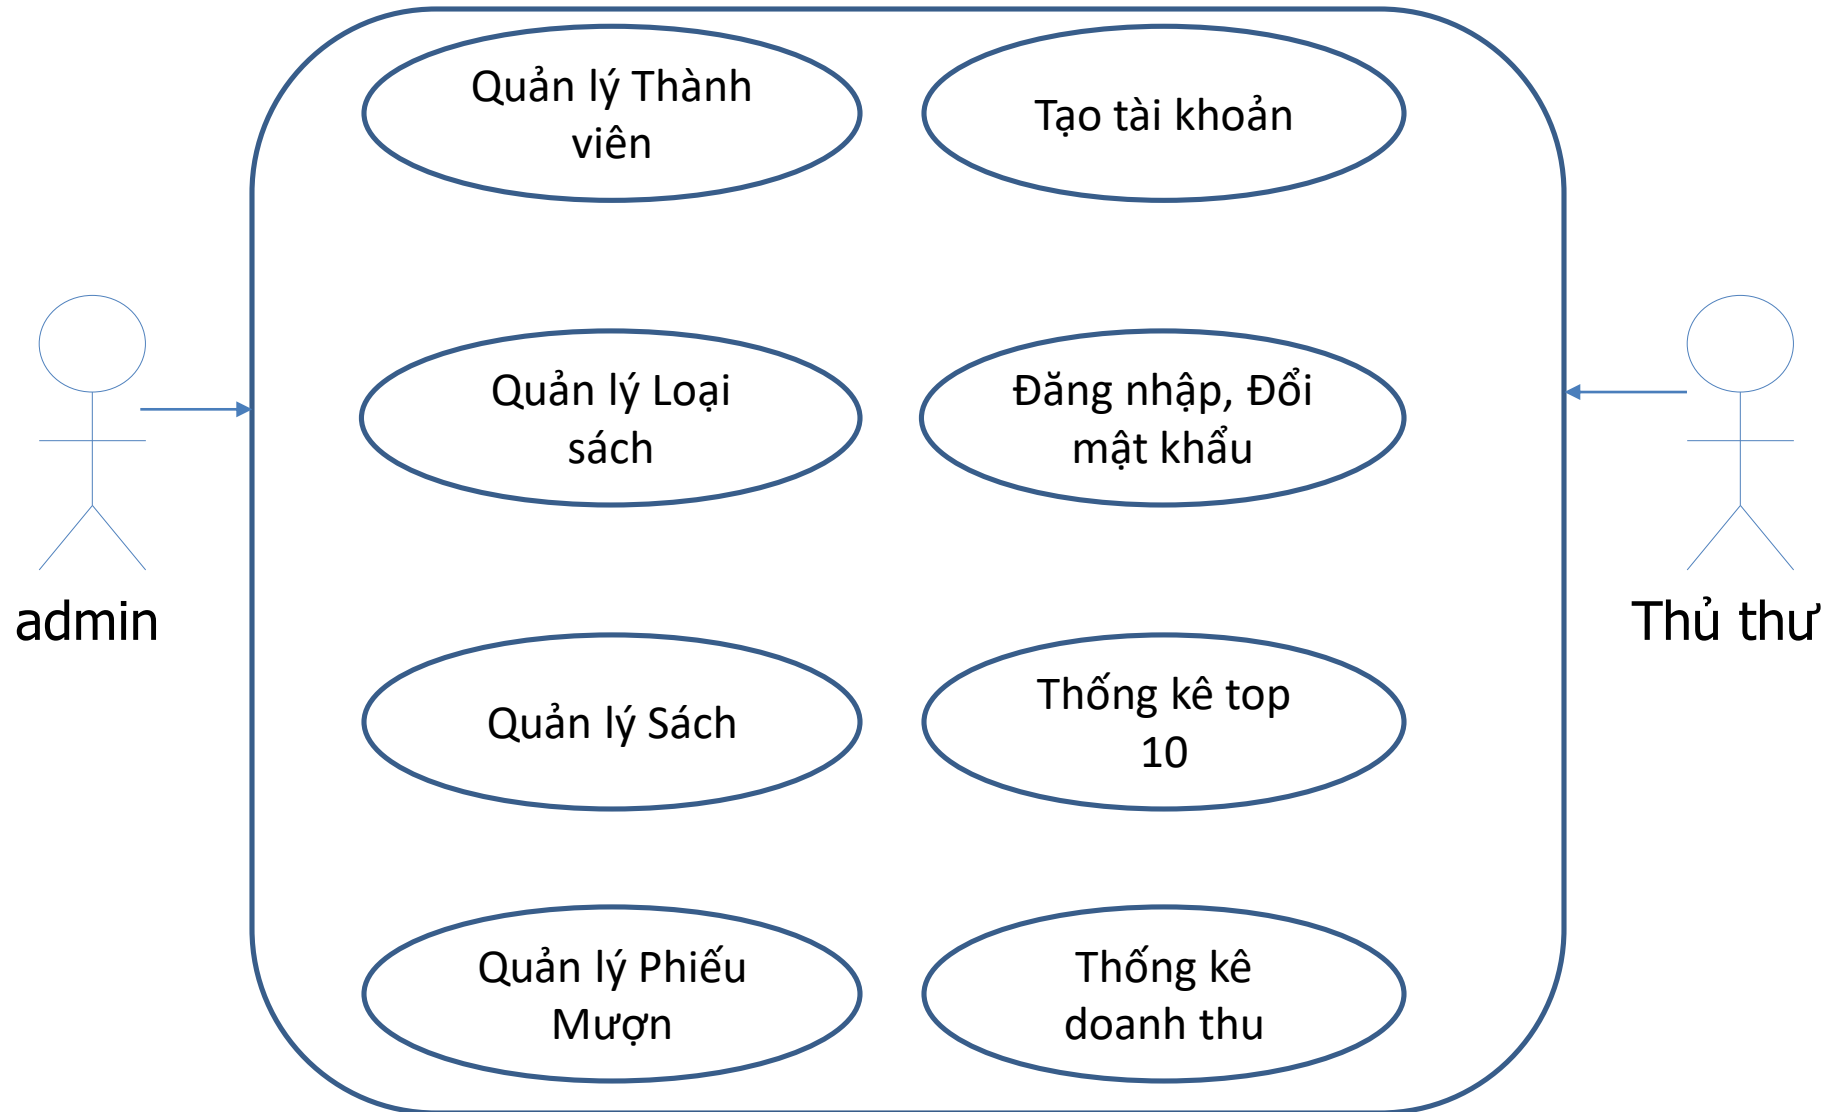 Quản lý Thành
viên
Tạo tài khoản
Quản lý Loại
sách
Đăng nhập, Đổi
mật khẩu
admin
Thủ thư
Quản lý Sách
Thống kê top
10
Quản lý Phiếu
Mượn
Thống kê
doanh thu